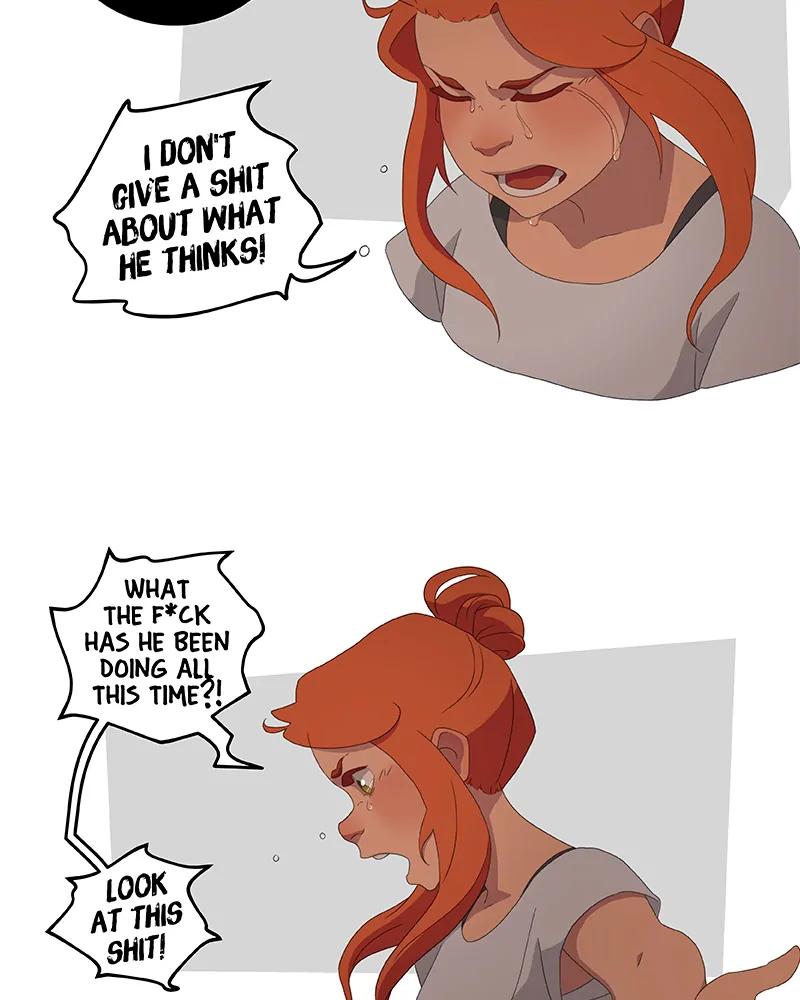 I DON'T
GIVE A SHIT
ABOUT WHAT
HE THINKS!
WHAT
THE F*CK
HAS HE BEEN
DOING ALL
THIS TIME?!
LOOK
AT THIS
SHIT!